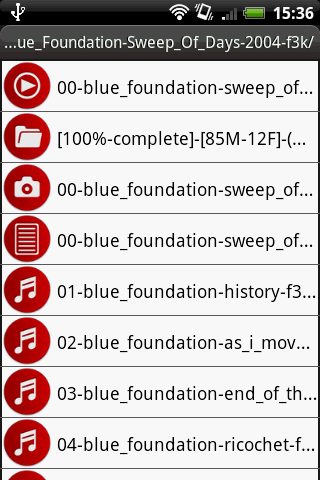 15:36
...ue_Foundation-Sweep_Of_Days-2004-f3k/
00-blue_foundation-sweep_of...
[100%-complete]-[85M-12F]-(...
00-blue_foundation-sweep_of...
00-blue_foundation-sweep_of...
01-blue_foundation-history-f3...
02-blue_foundation-as_i_mov...
03-blue_foundation-end_of_th...
04-blue_foundation-ricochet-f...